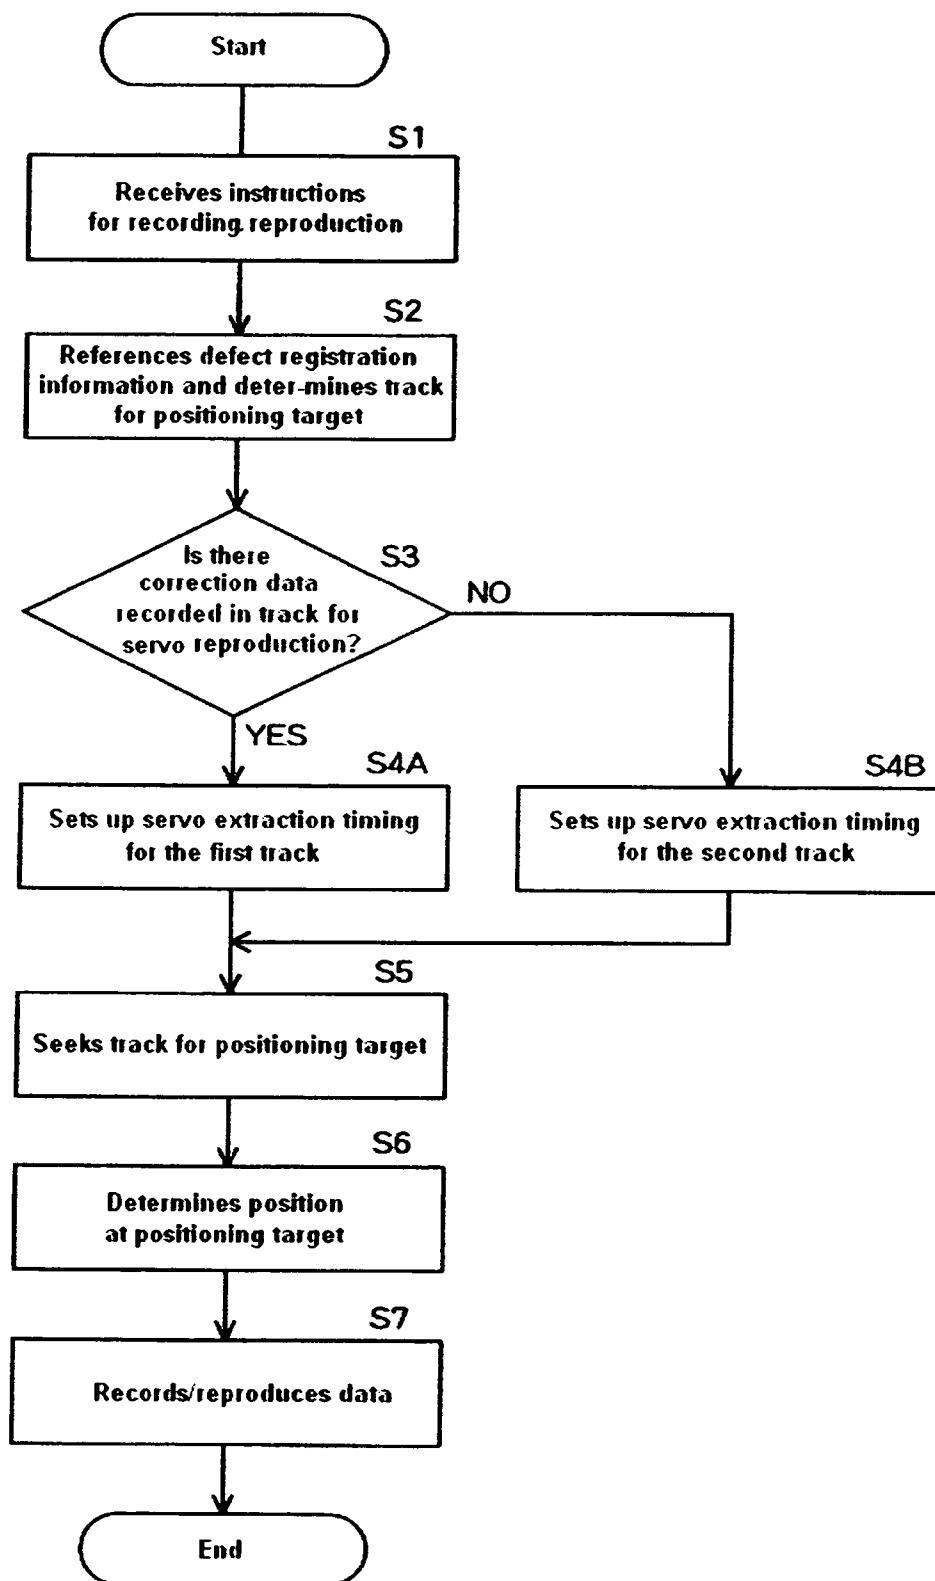 Start
S1
Receives instructions
for recording reproduction
S2
References defect registration
information and deter-mines track
for positioning target
S3
Is there
correction data
recorded in track for
servo reproduction?
NO
YES
S4A
Sets up servo extraction timing
for the first track
S4B
Sets up servo extraction timing
for the second track
S5
Seeks track for positioning target
S6
Determines position
at positioning target
S7
Records/reproduces data
End